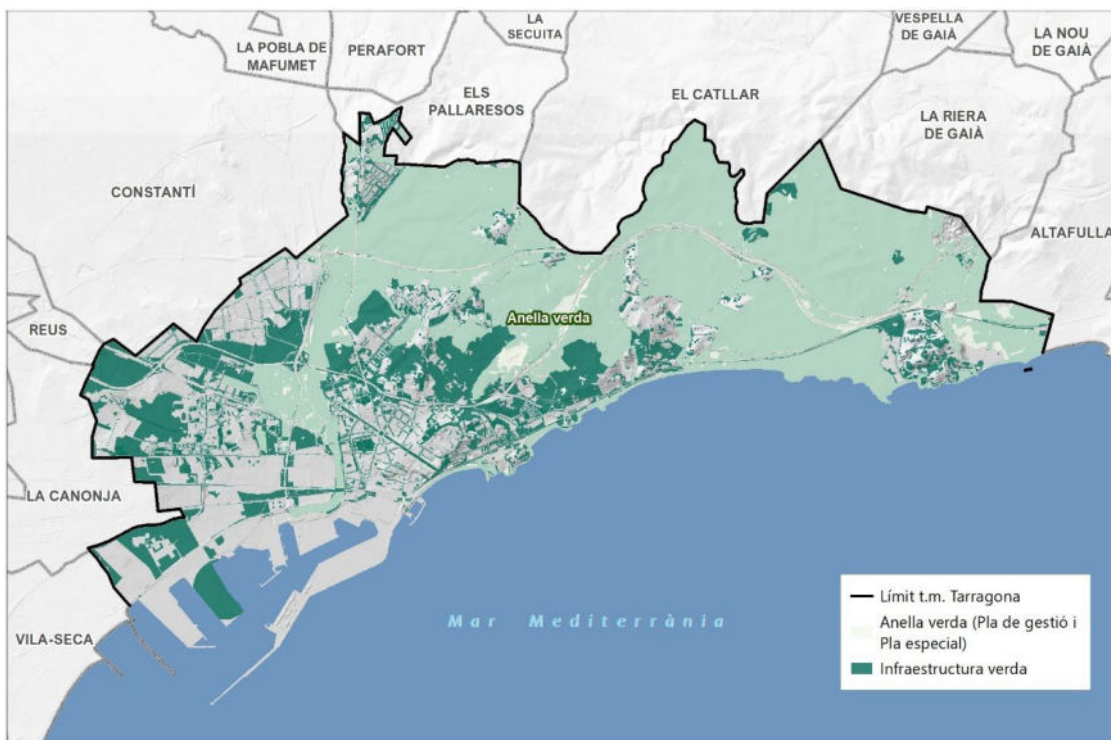 LA
SECUITA
VESPELLA
DE GAIÀ
LA NOU
DE GAIÀ
LA POBLA DE
MAFUMET
PERAFORT
ELS
PALLARESOS
EL CATLLAR
LA RIERA
DE GAIÀ
CONSTANTÍ
ALTAFULLA
REUS
Anella verda
LA CANONJA
VILA-SECA
Mar Mediterrània
Límit t.m. Tarragona
Anella verda (Pla de gestió i
Pla especial)
Infraestructura verda